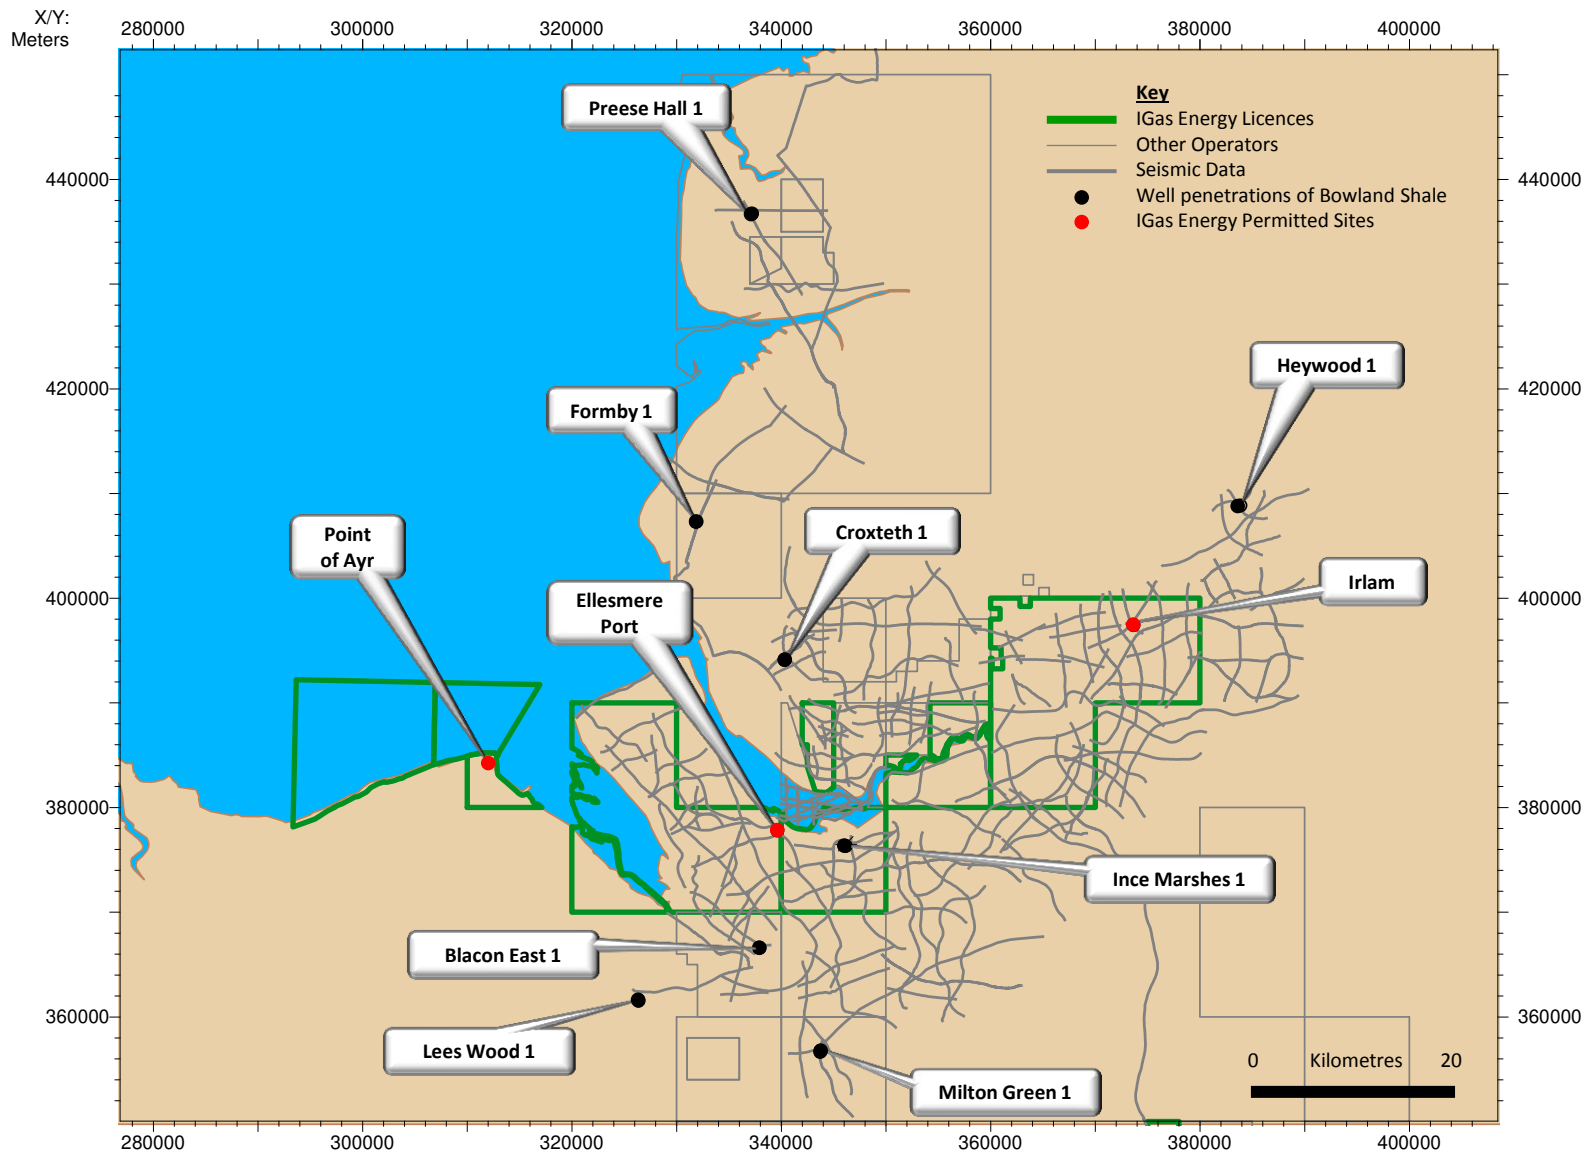 X/Y:
Meters
280000
300000
320000
340000
360000
380000
400000
Key
IGas Energy Licences
Other Operators
Seismic Data
Well penetrations of Bowland Shale
IGas Energy Permitted Sites
Preese Hall 1
440000
440000
Heywood 1
420000
420000
Formby 1
Point
of Ayr
Croxteth 1
Irlam
Ellesmere
Port
400000
400000
380000
380000
Ince Marshes 1
Blacon East 1
360000
360000
Lees Wood 1
Milton Green 1
0 Kilometres 20
280000
300000
320000
340000
360000
380000
400000